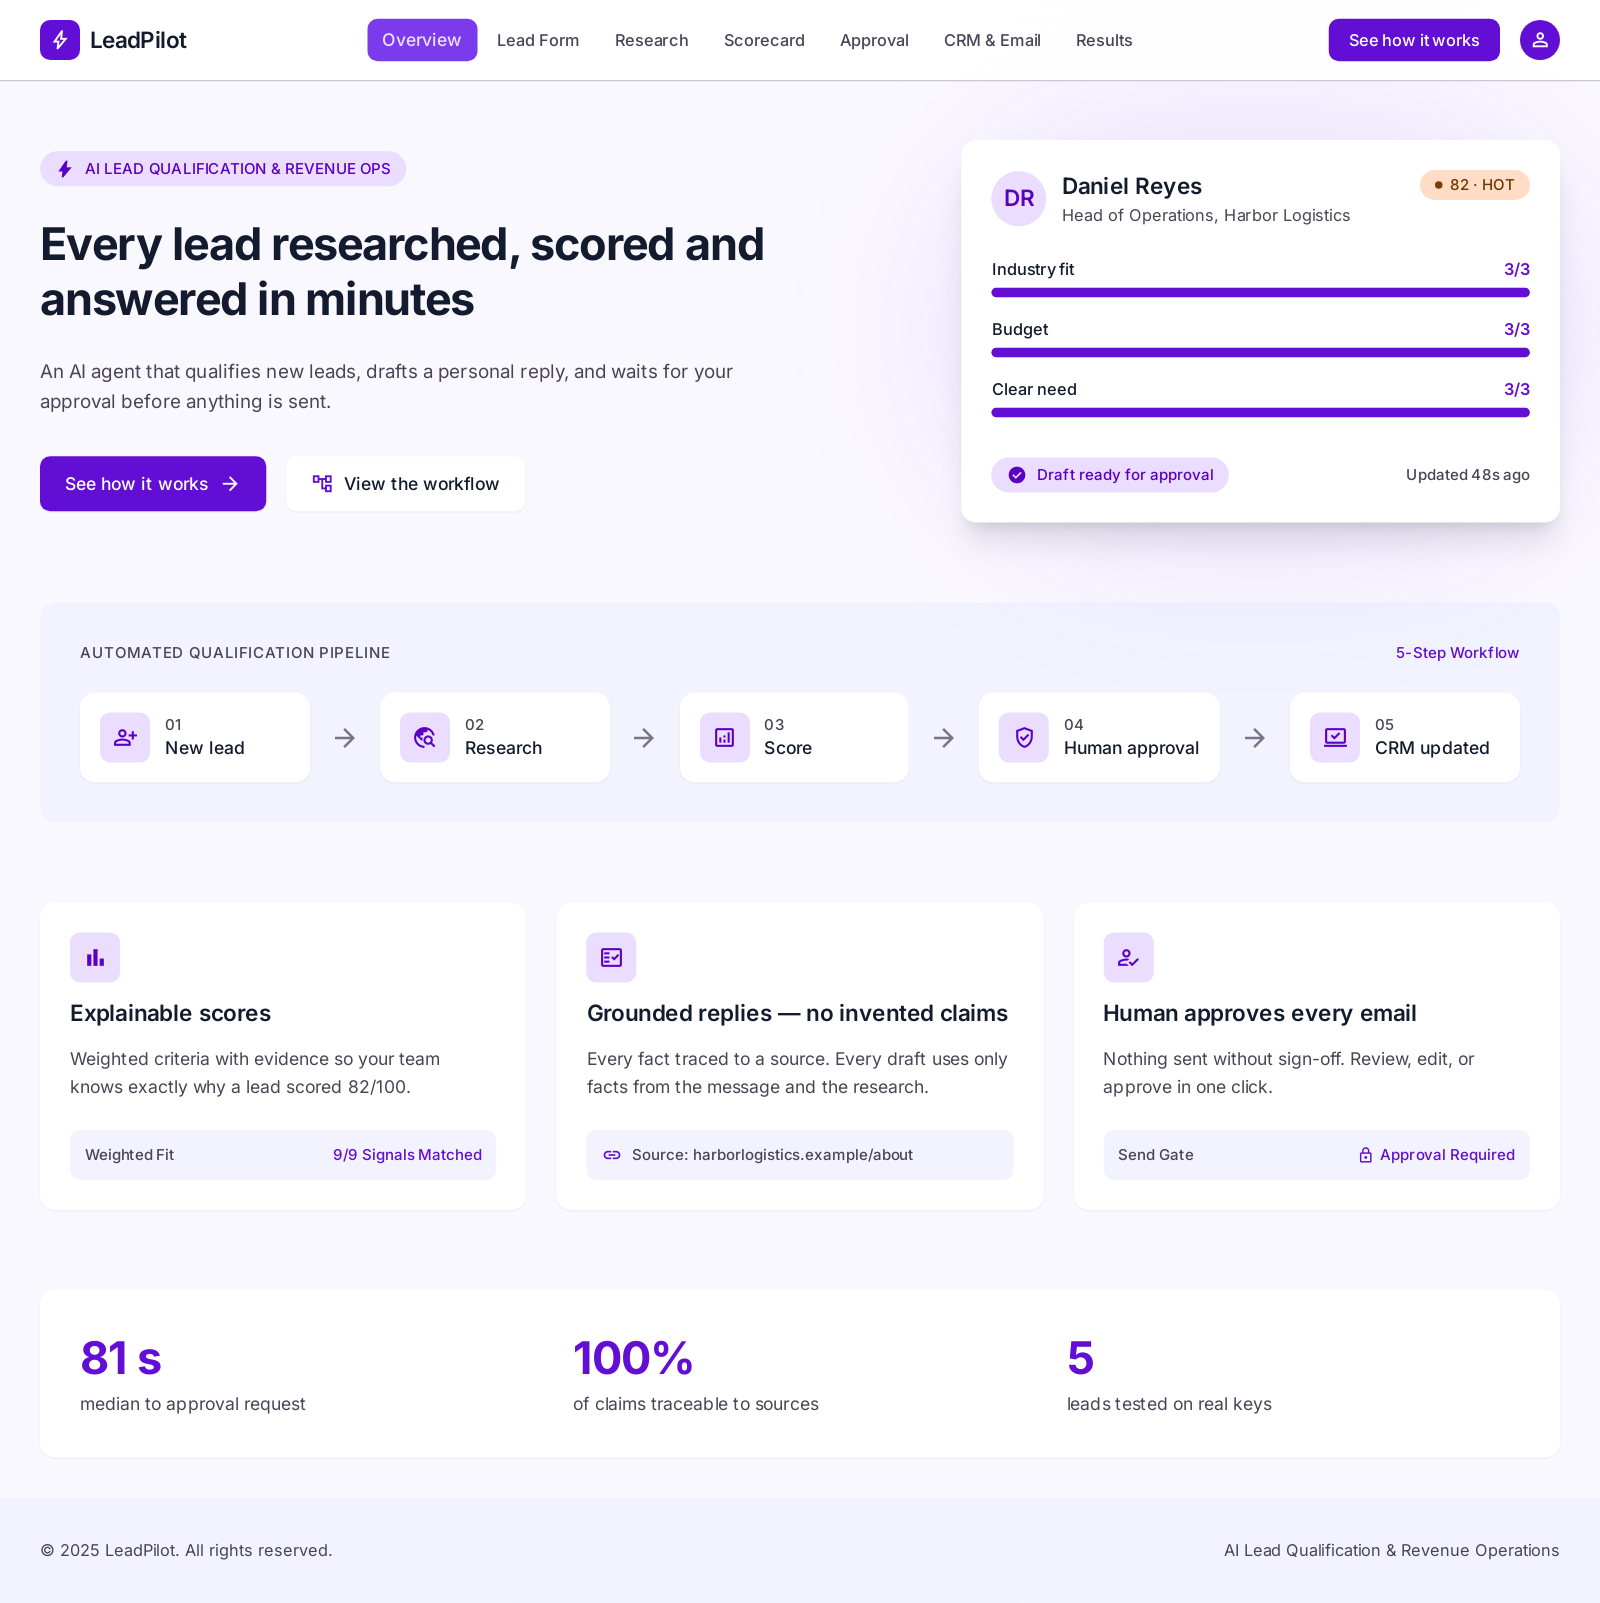 LeadPilot
Overview
Lead Form
Research
Scorecard
Approval
CRM & Email
Results
See how it works
AI LEAD QUALIFICATION & REVENUE OPS
Every lead researched, scored and
answered in minutes
An AI agent that qualifies new leads, drafts a personal reply, and waits for your
approval before anything is sent.
See how it works
View the workflow
DR
Daniel Reyes
Head of Operations, Harbor Logistics
82 · HOT
Industry fit 3/3
Budget 3/3
Clear need 3/3
Draft ready for approval
Updated 48s ago
AUTOMATED QUALIFICATION PIPELINE
5-Step Workflow
01
New lead
02
Research
03
Score
04
Human approval
05
CRM updated
Explainable scores
Weighted criteria with evidence so your team
knows exactly why a lead scored 82/100.
Weighted Fit
9/9 Signals Matched
Grounded replies — no invented claims
Every fact traced to a source. Every draft uses only
facts from the message and the research.
Source: harborlogistics.example/about
Human approves every email
Nothing sent without sign-off. Review, edit, or
approve in one click.
Send Gate
Approval Required
81 s
median to approval request
100%
of claims traceable to sources
5
leads tested on real keys
© 2025 LeadPilot. All rights reserved.
AI Lead Qualification & Revenue Operations